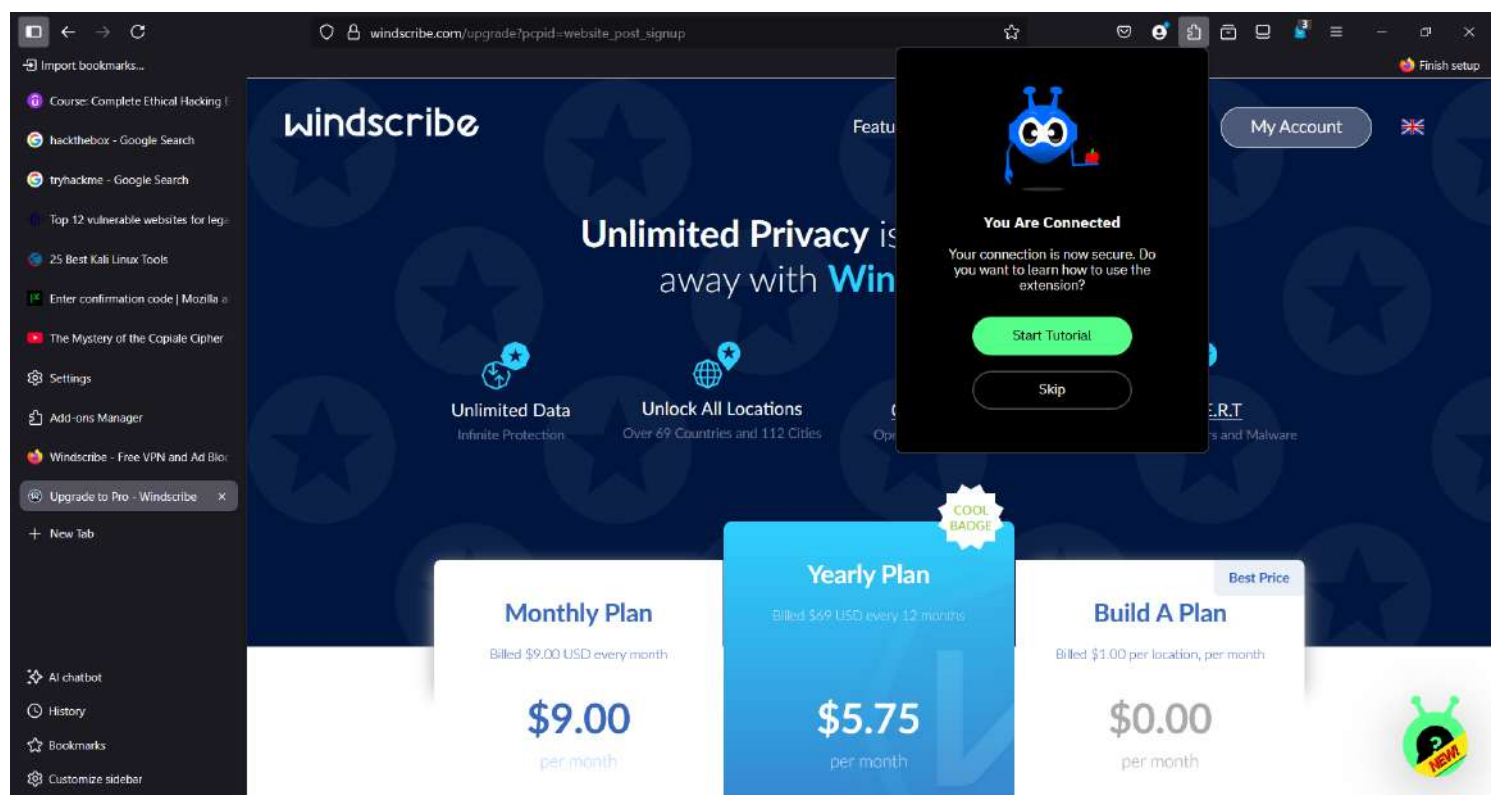 windscribe.com/upgrade?pcpid=website_post_signup
3
Import bookmarks...
Finish setup
Course: Complete Ethical Hacking
hackthebox - Google Search
tryhackme - Google Search
Top 12 vulnerable websites for lega
25 Best Kali Linux Tools
Enter confirmation code | Mozilla a
The Mystery of the Copiale Cipher
Settings
Add-ons Manager
Windscribe - Free VPN and Ad Bloc
Upgrade to Pro - Windscribe
New Tab
AI chatbot
History
Bookmarks
Customize sidebar
windscribe
Featu
My Account
Unlimited Privacy is
away with Win
Unlimited Data
Infinite Protection
Unlock All Locations
Over 69 Countries and 112 Cities
Ope
E.R.T
s and Malware
You Are Connected
Your connection is now secure. Do
you want to learn how to use the
extension?
Start Tutorial
Skip
COOL
BADGE
Monthly Plan
Billed $9.00 USD every month
$9.00
per month
Yearly Plan
Billed $69 USD every 12 months
$5.75
per month
Best Price
Build A Plan
Billed $1.00 per location, per month
$0.00
per month
?
NEW!